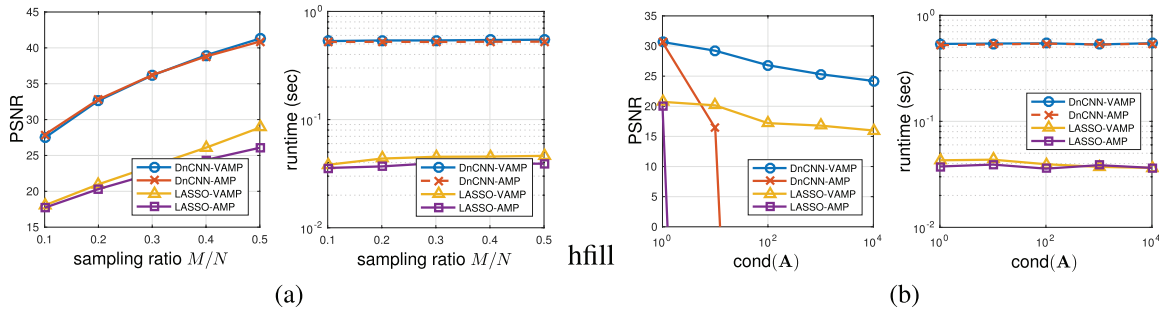 45
40
35
30
25
20
15
PSNR
0.1 0.2 0.3 0.4 0.5
sampling ratio M/N
DnCNN-VAMP
DnCNN-AMP
LASSO-VAMP
LASSO-AMP
10^0
10^-1
10^-2
runtime (sec)
0.1 0.2 0.3 0.4 0.5
sampling ratio M/N
DnCNN-VAMP
DnCNN-AMP
LASSO-VAMP
LASSO-AMP
(a)
hfill
35
30
25
20
15
10
5
0
PSNR
10^0 10^2 10^4
cond(A)
DnCNN-VAMP
DnCNN-AMP
LASSO-VAMP
LASSO-AMP
10^0
10^-1
10^-2
runtime (sec)
10^0 10^2 10^4
cond(A)
DnCNN-VAMP
DnCNN-AMP
LASSO-VAMP
LASSO-AMP
(b)